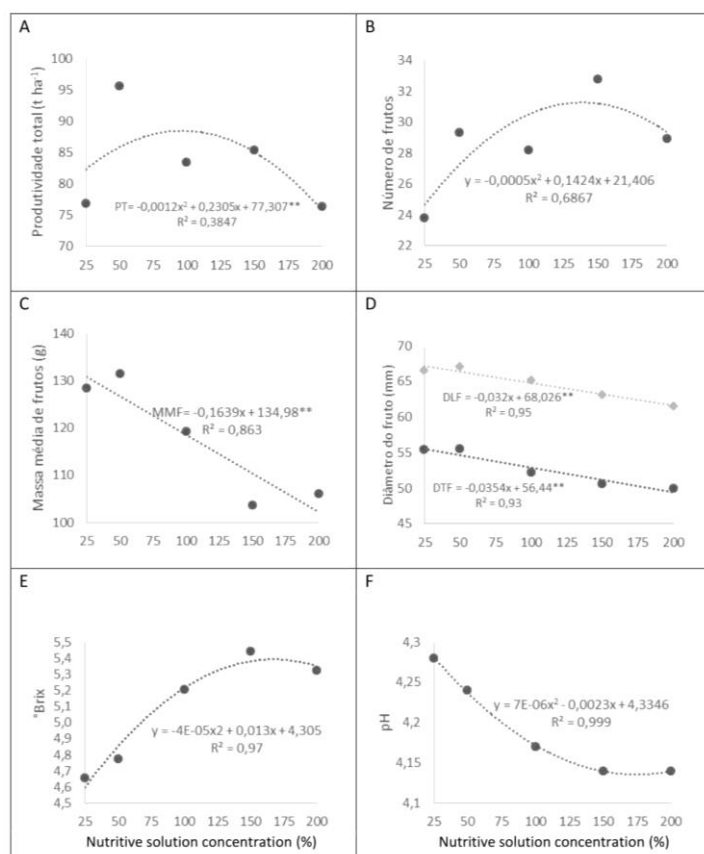 A
Produtividade total (t ha⁻¹)
100
95
90
85
80
75
70
PT= -0,0012x² + 0,2305x + 77,307**
R² = 0,3847
25 50 75 100 125 150 175 200
B
Número de frutos
34
32
30
28
26
24
22
y = -0,0005x² + 0,1424x + 21,406
R² = 0,6867
25 50 75 100 125 150 175 200
C
Massa média de frutos (g)
140
130
120
110
100
MMF= -0,1639x + 134,98**
R² = 0,863
25 50 75 100 125 150 175 200
D
Diâmetro do fruto (mm)
70
65
60
55
50
45
DLF = -0,032x + 68,026**
R² = 0,95
DTF = -0,0354x + 56,44**
R² = 0,93
25 50 75 100 125 150 175 200
E
°Brix
5,5
5,4
5,3
5,2
5,1
5,0
4,9
4,8
4,7
4,6
4,5
y = -4E-05x2 + 0,013x + 4,305
R² = 0,97
25 50 75 100 125 150 175 200
Nutritive solution concentration (%)
F
pH
4,3
4,25
4,2
4,15
4,1
y = 7E-06x² - 0,0023x + 4,3346
R² = 0,999
25 50 75 100 125 150 175 200
Nutritive solution concentration (%)